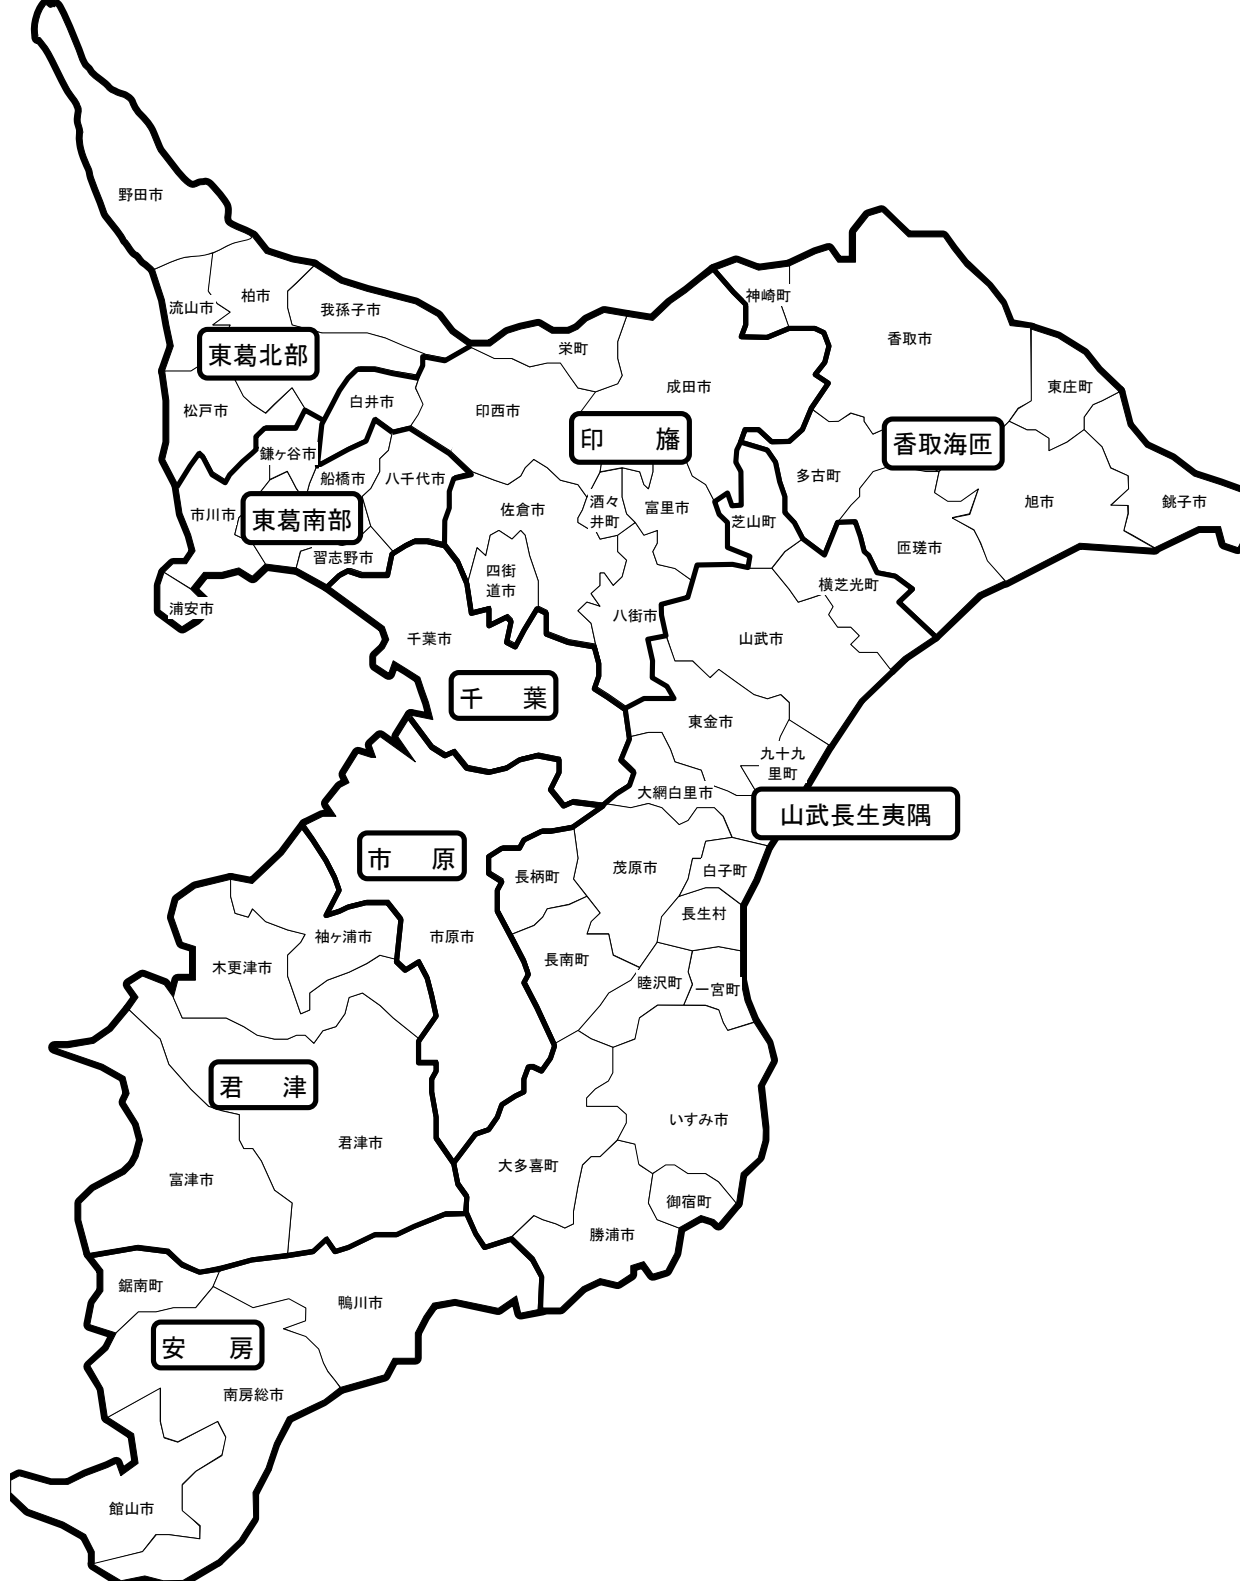 野田市
流山市
柏市
我孫子市
東葛北部
松戸市
白井市
鎌ヶ谷市
船橋市
八千代市
市川市
東葛南部
習志野市
浦安市
神崎町
栄町
成田市
印西市
印　旛
香取市
東庄町
香取海匝
多古町
旭市
銚子市
匝瑳市
佐倉市
酒々
井町
富里市
芝山町
四街
道市
八街市
横芝光町
山武市
千葉市
千　葉
東金市
九十九
里町
大網白里市
山武長生夷隅
市　原
長柄町
茂原市
白子町
長生村
袖ヶ浦市
市原市
木更津市
長南町
睦沢町
一宮町
君　津
君津市
いすみ市
富津市
大多喜町
御宿町
勝浦市
鋸南町
鴨川市
安　房
南房総市
館山市